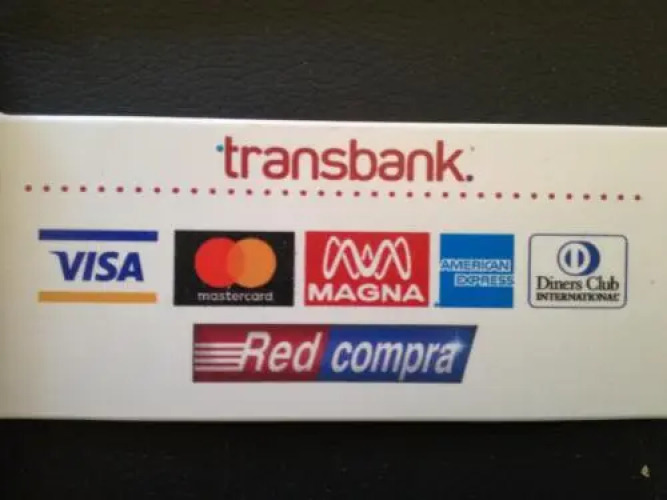 transbank.
VISA
mastercard
MAGNA
AMERICAN
EXPRESS
Diners Club
INTERNATIONAL
Red compra